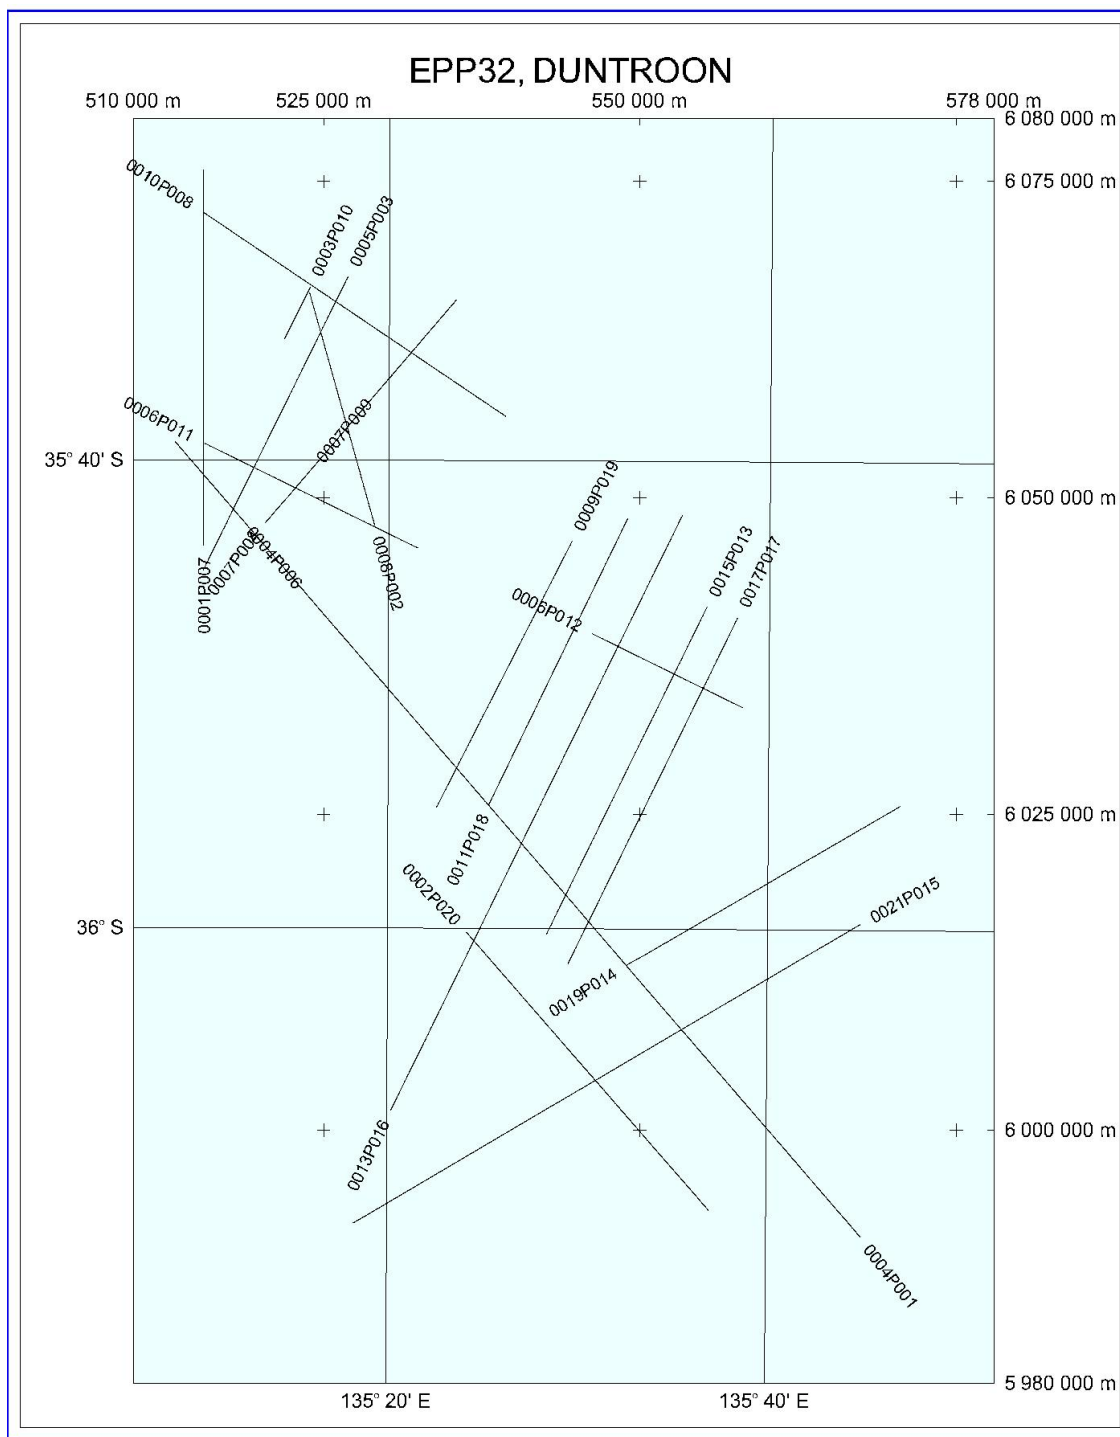 EPP32, DUNTROON
510 000 m
525 000 m
550 000 m
578 000 m
6 080 000 m
6 075 000 m
0010P008
0003P010
0005P003
0006P011
0007P009
35° 40' S
0009P019
6 050 000 m
0001P007
0004P006
0008P002
0006P012
0015P013
0017P017
0011P018
6 025 000 m
0002P020
36° S
0021P015
0019P014
0013P016
6 000 000 m
0004P001
5 980 000 m
135° 20' E
135° 40' E